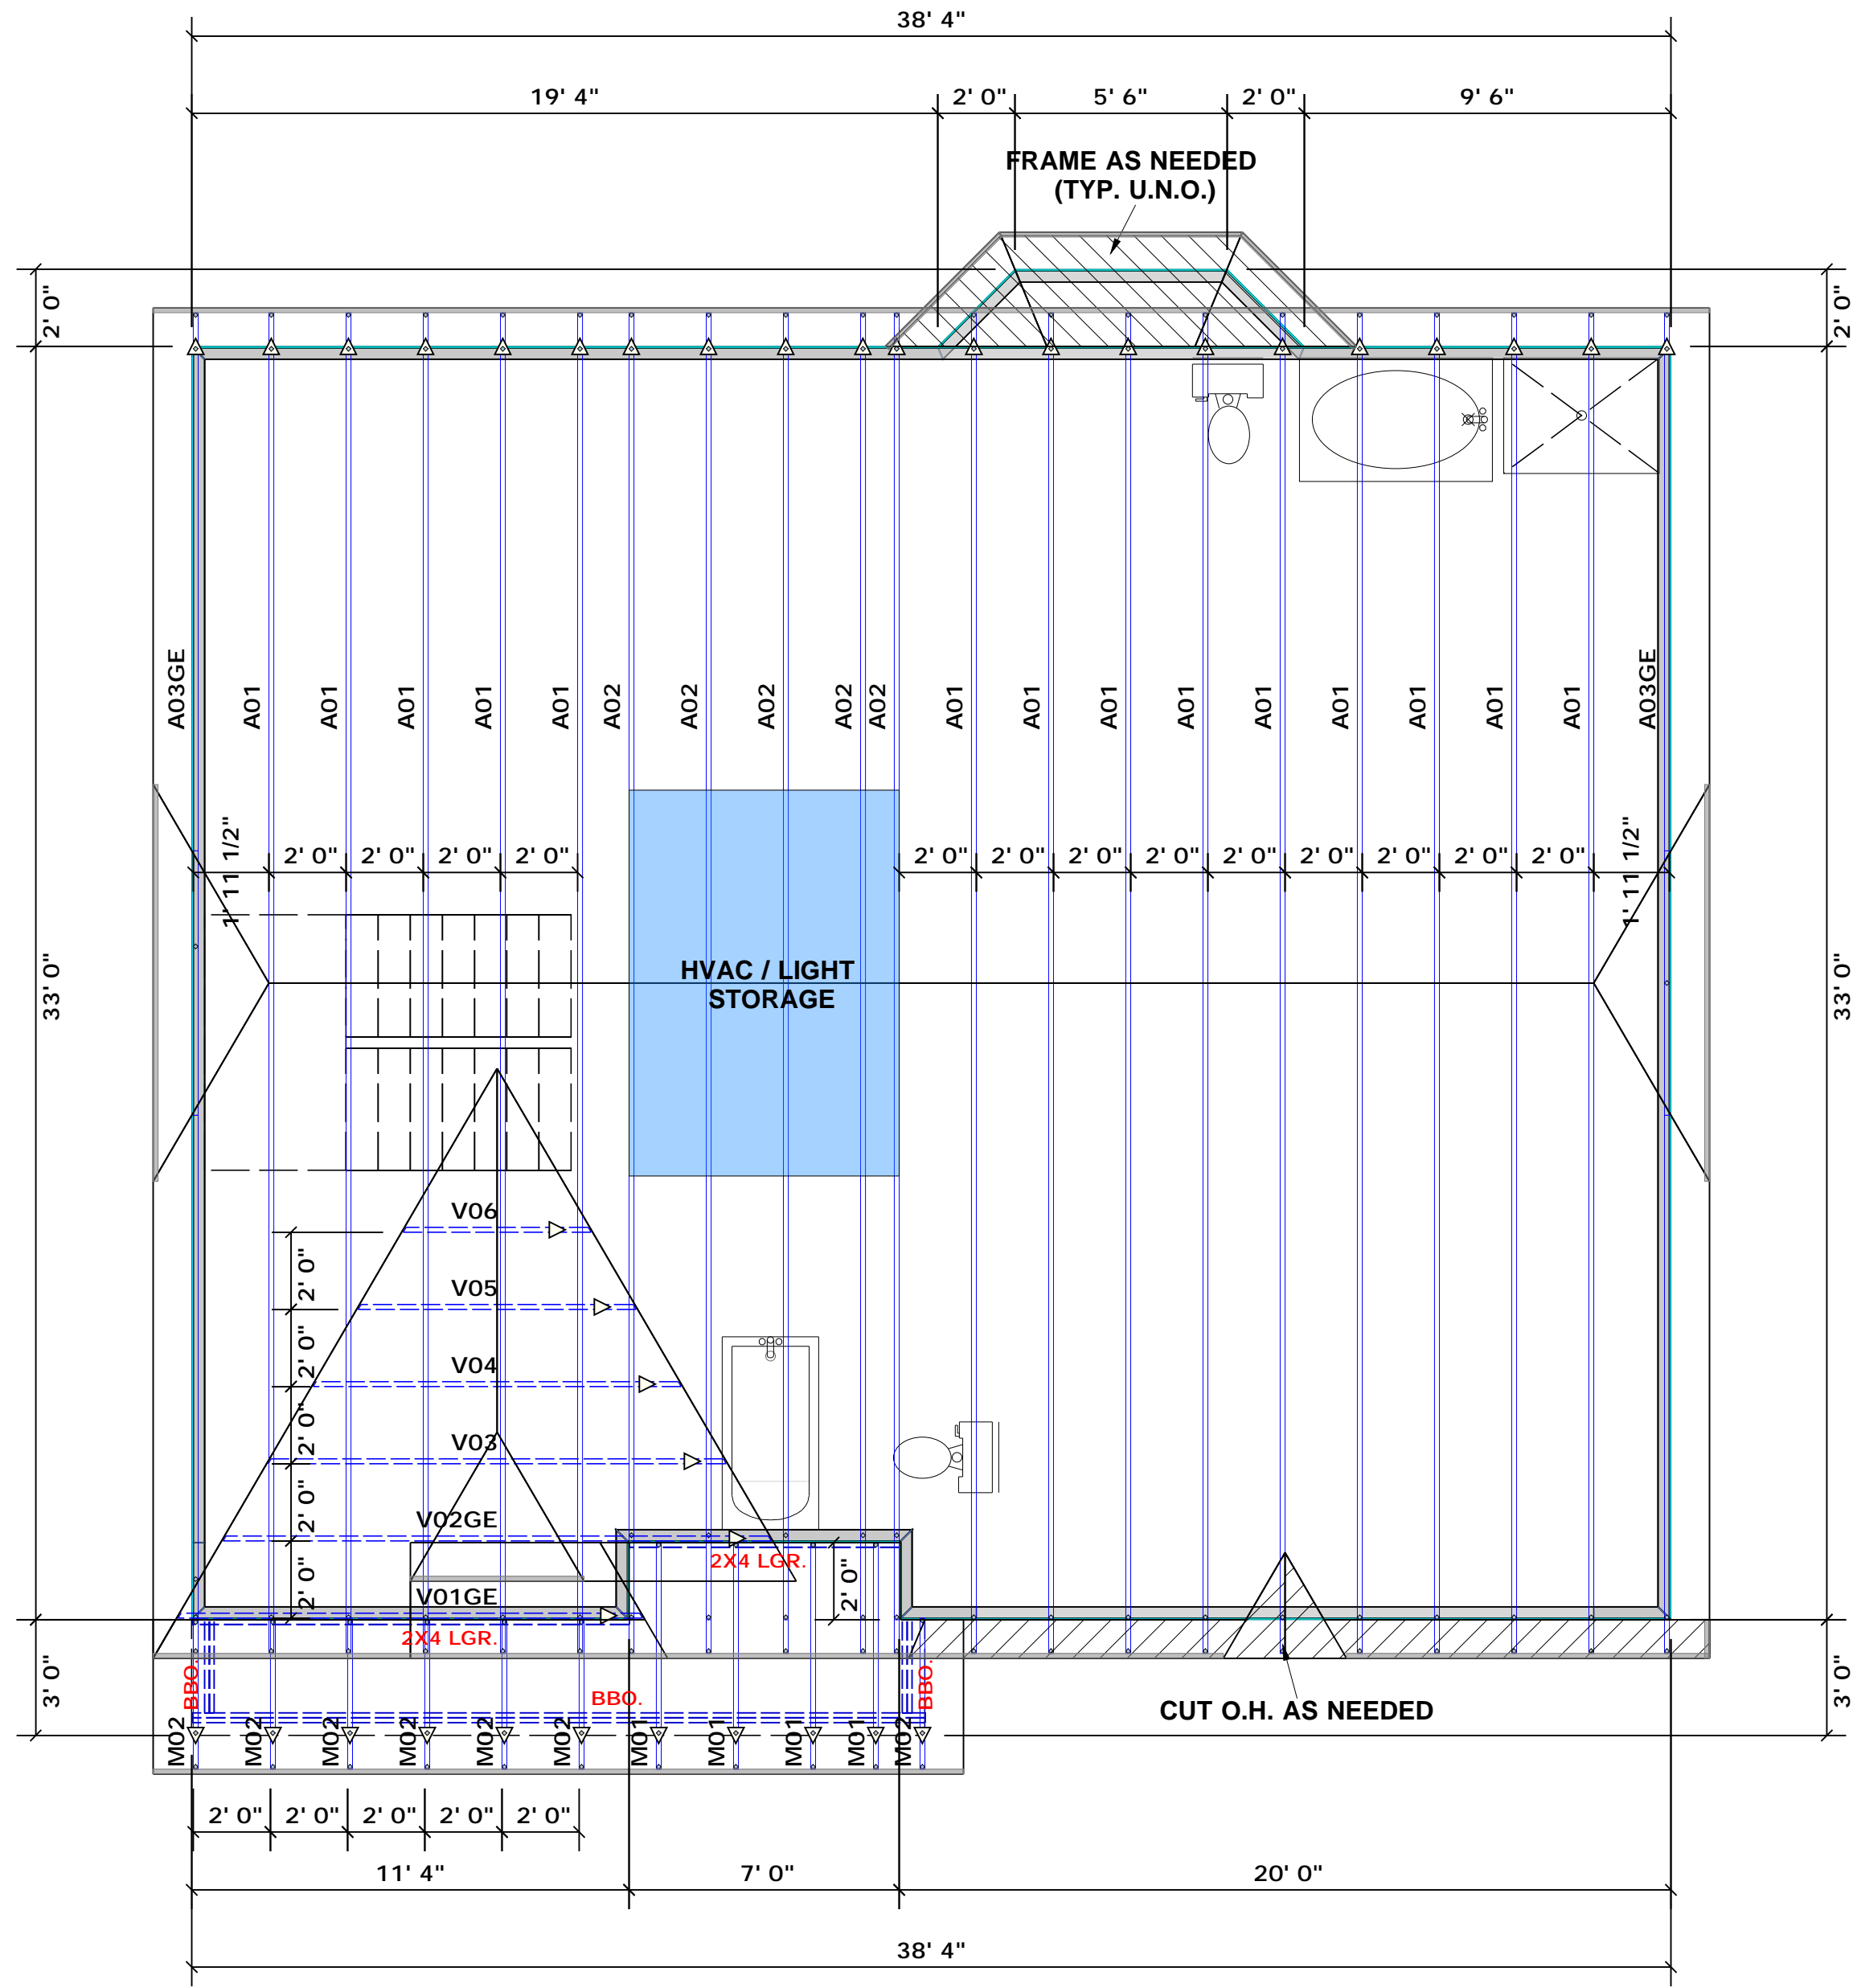 38' 4"
19' 4"
2' 0"
5' 6"
2' 0"
9' 6"
FRAME AS NEEDED
(TYP. U.N.O.)
2' 0"
2' 0"
A03GE
A01
A01
A01
A01
A01
A02
A02
A02
A02
A02
A01
A01
A01
A01
A01
A01
A01
A01
A01
A03GE
1' 11 1/2"
2' 0"
2' 0"
2' 0"
2' 0"
2' 0"
2' 0"
2' 0"
2' 0"
2' 0"
2' 0"
2' 0"
2' 0"
2' 0"
1' 11 1/2"
HVAC / LIGHT
STORAGE
33' 0"
33' 0"
V06
2' 0"
V05
2' 0"
V04
2' 0"
V03
2' 0"
V02GE
2X4 LGR.
2' 0"
V01GE
2' 0"
2X4 LGR.
BBO.
BBO.
BBO.
3' 0"
3' 0"
CUT O.H. AS NEEDED
M02
M02
M02
M02
M02
M02
M01
M01
M01
M01
M02
2' 0"
2' 0"
2' 0"
2' 0"
2' 0"
11' 4"
7' 0"
20' 0"
38' 4"